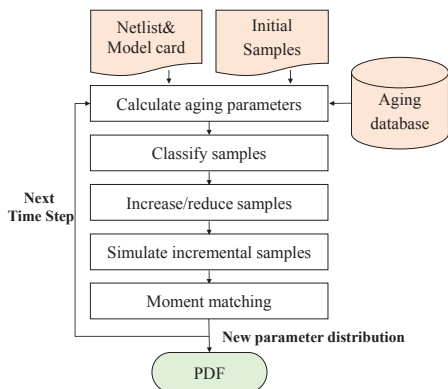 Netlist&
Model card
Initial
Samples
Calculate aging parameters
Aging
database
Classify samples
Next
Time Step
Increase/reduce samples
Simulate incremental samples
Moment matching
New parameter distribution
PDF